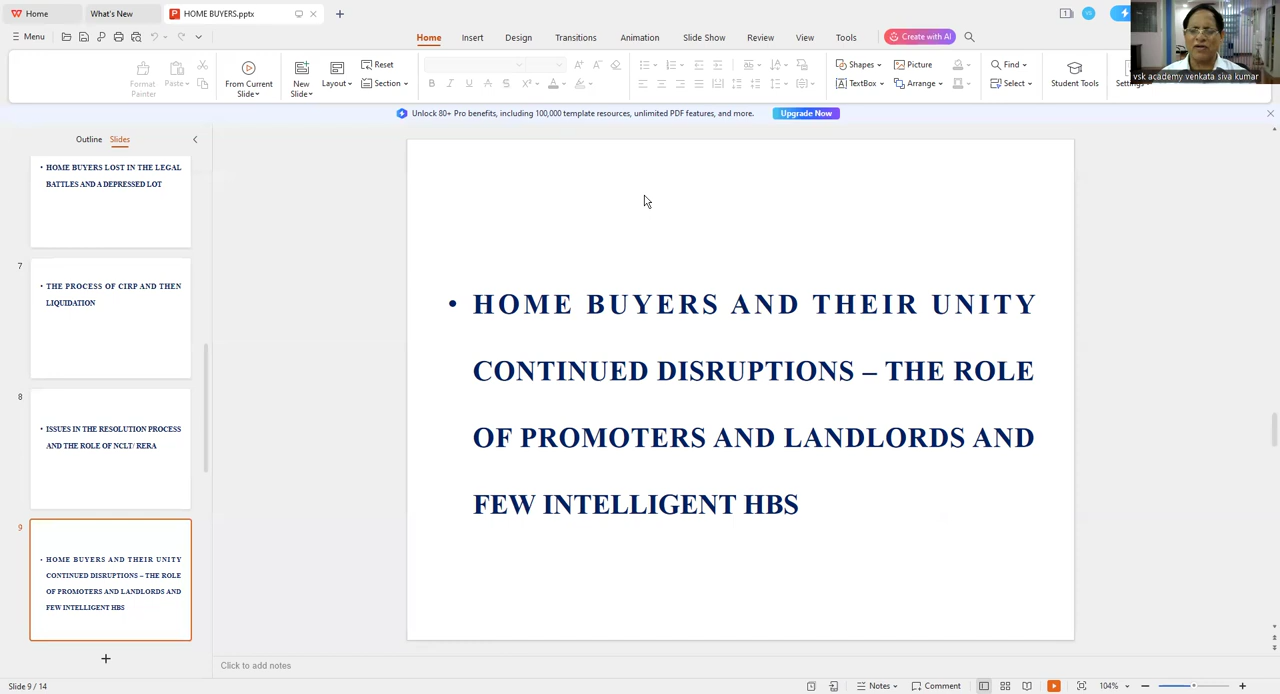 Home
What's New
HOME BUYERS.pptx
Menu
Home Insert Design Transitions Animation Slide Show Review View Tools Create with AI
Format Painter
Paste
From Current Slide
New Slide
Layout
Reset
Section
Shapes
Picture
TextBox
Arrange
Find
Select
Student Tools
Settings
vsk academy venkata siva kumar
Unlock 80+ Pro benefits, including 100,000 template resources, unlimited PDF features, and more. Upgrade Now
Outline Slides
• HOME BUYERS LOST IN THE LEGAL
BATTLES AND A DEPRESSED LOT
7
• THE PROCESS OF CIRP AND THEN
LIQUIDATION
8
• ISSUES IN THE RESOLUTION PROCESS
AND THE ROLE OF NCLT/ RERA
9
• HOME BUYERS AND THEIR UNITY
CONTINUED DISRUPTIONS – THE ROLE
OF PROMOTERS AND LANDLORDS AND
FEW INTELLIGENT HBS
• HOME BUYERS AND THEIR UNITY
CONTINUED DISRUPTIONS – THE ROLE
OF PROMOTERS AND LANDLORDS AND
FEW INTELLIGENT HBS
Click to add notes
Slide 9 / 14
Notes
Comment
104%